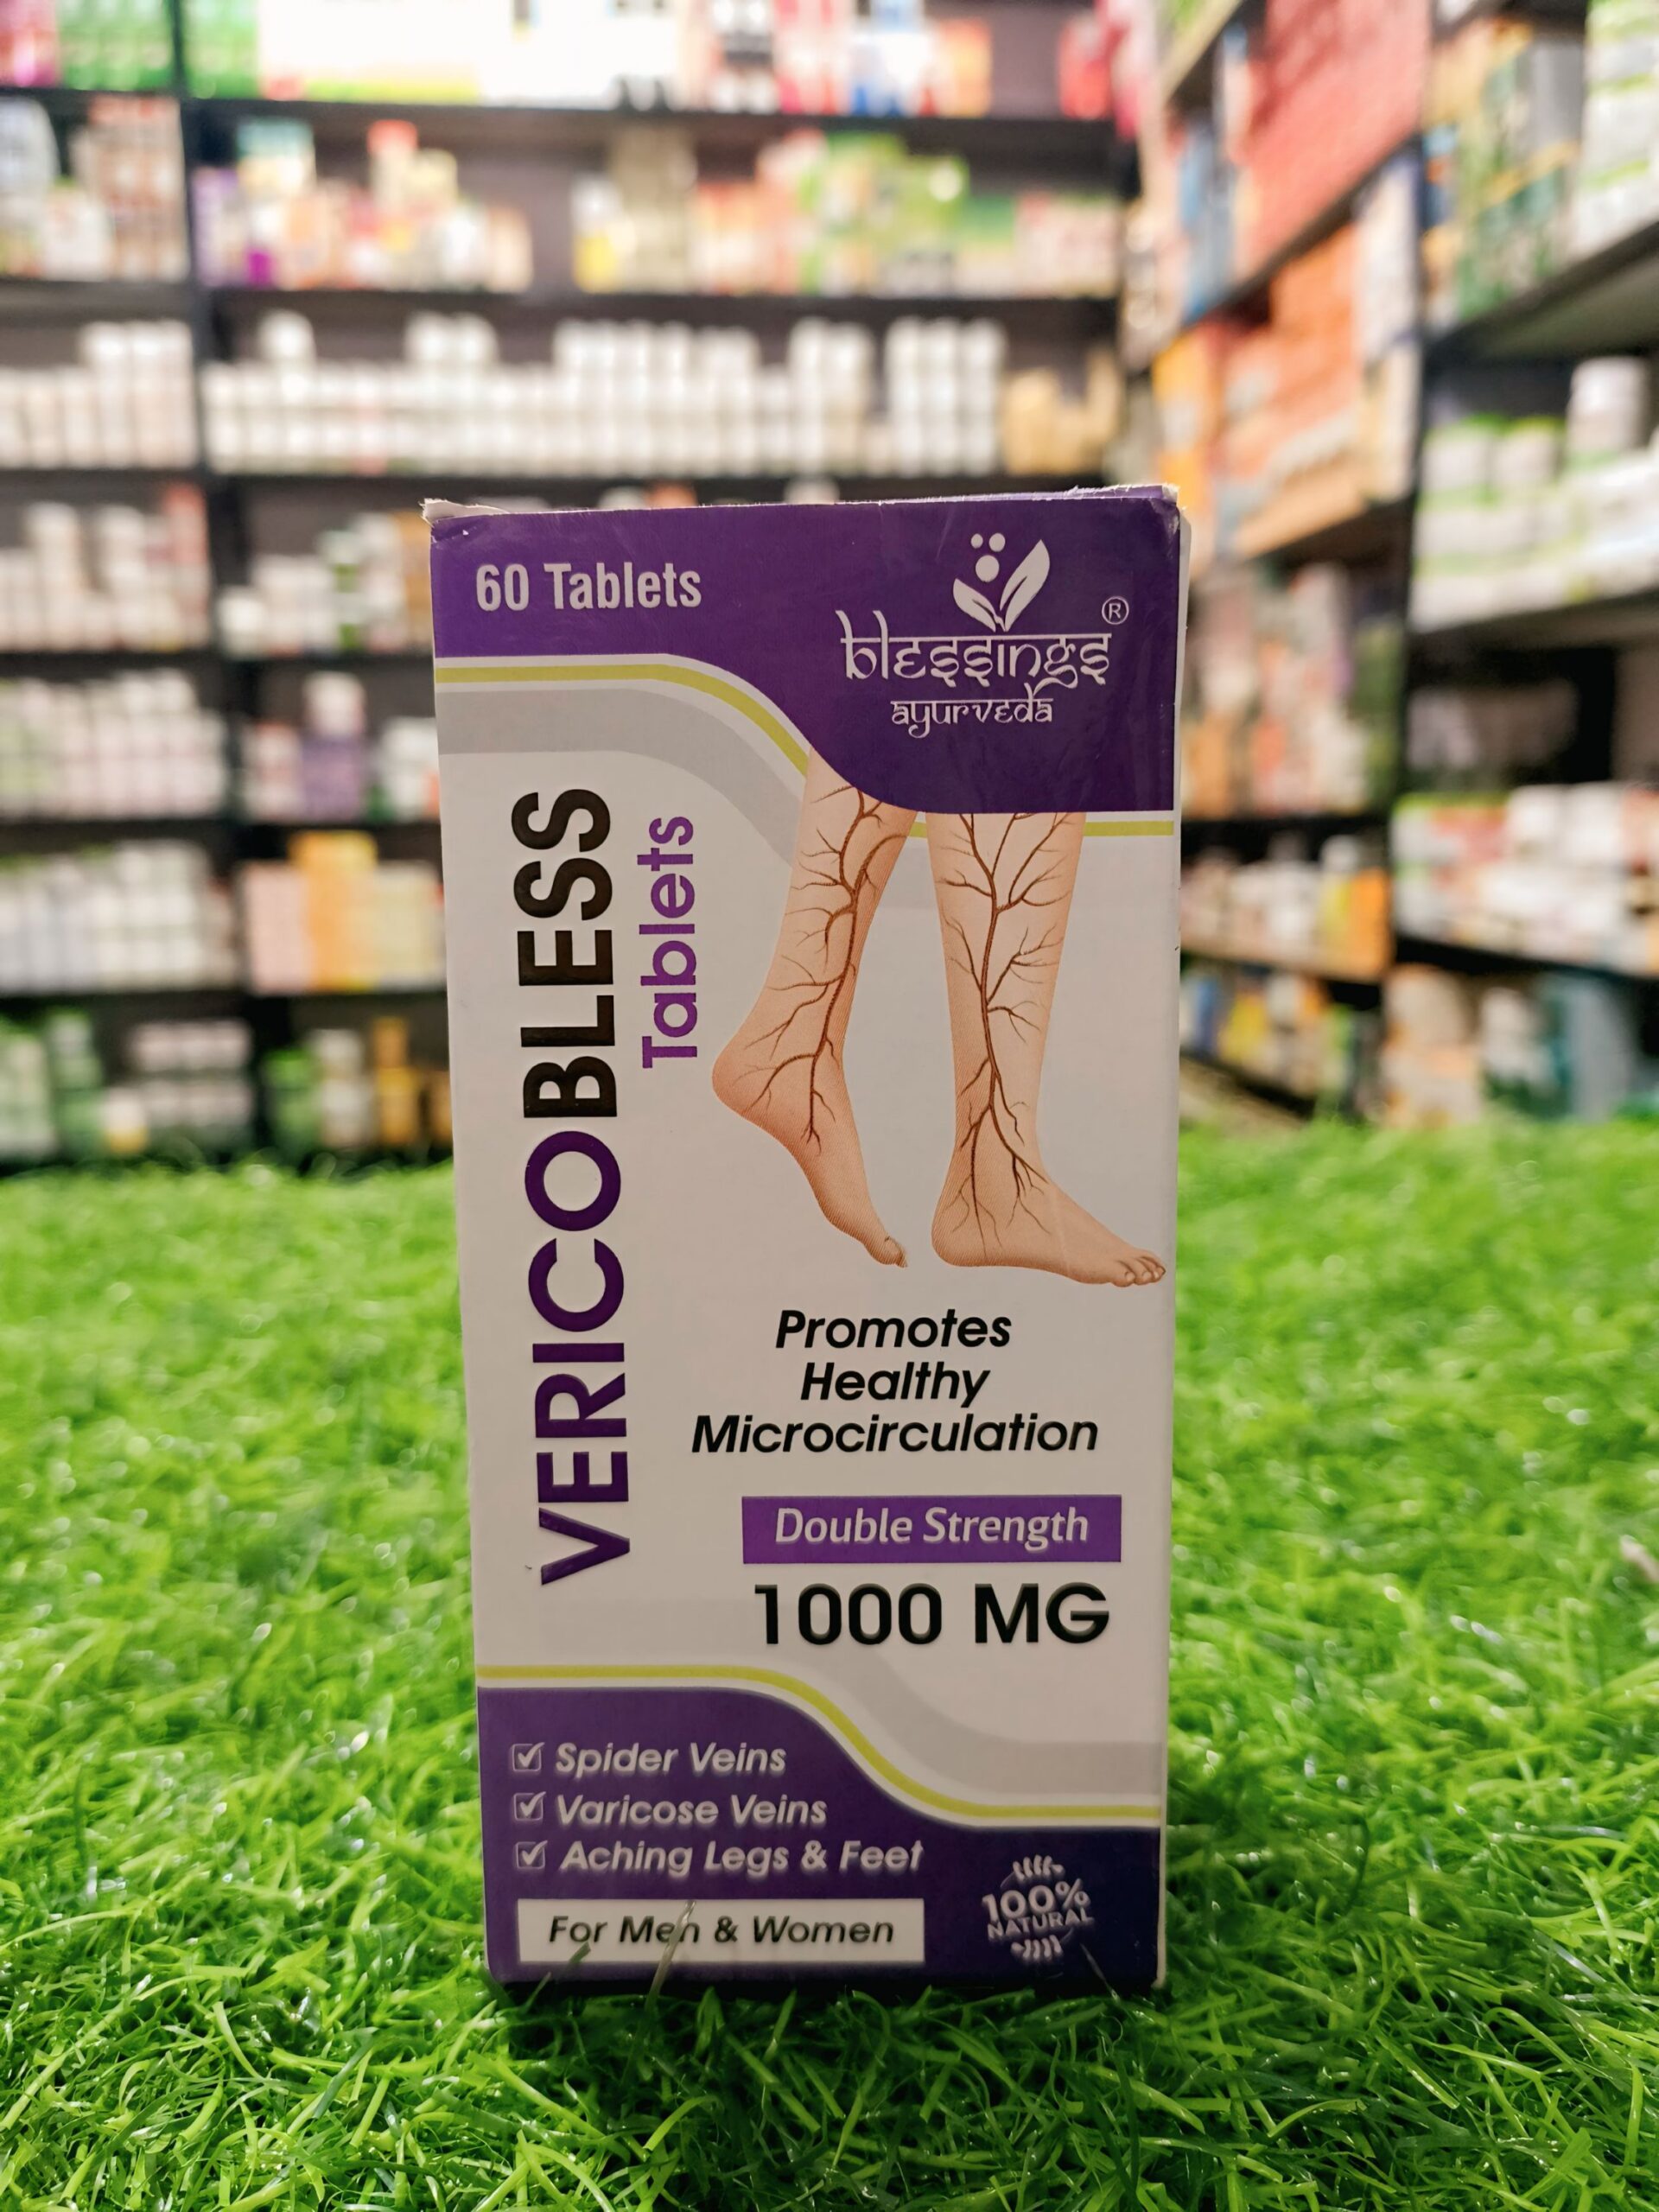 60 Tablets
blessings®
ayurveda
VERICOBLESS
Tablets
Promotes
Healthy
Microcirculation
Double Strength
1000 MG
Spider Veins
Varicose Veins
Aching Legs & Feet
For Men & Women
100%
NATURAL